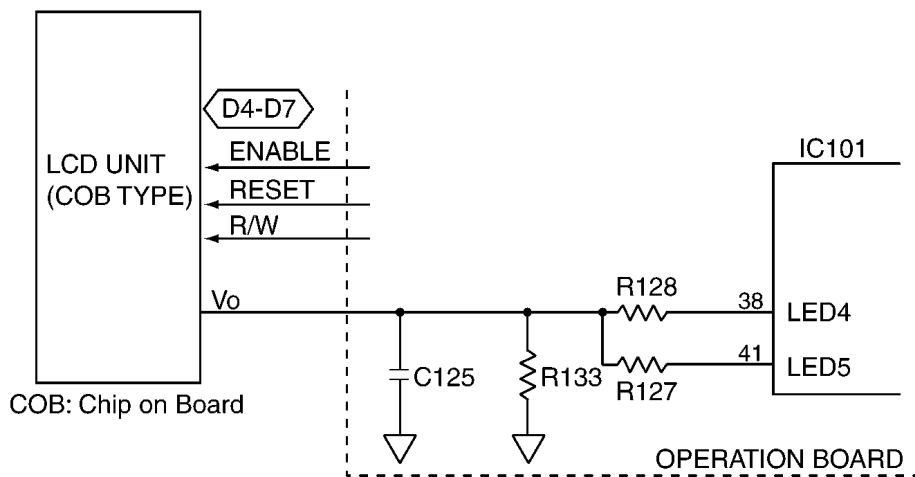 D4-D7
IC101
LCD UNIT
(COB TYPE)
ENABLE
RESET
R/W
Vo
R128
38
LED4
C125
R133
R127
41
LED5
COB: Chip on Board
OPERATION BOARD